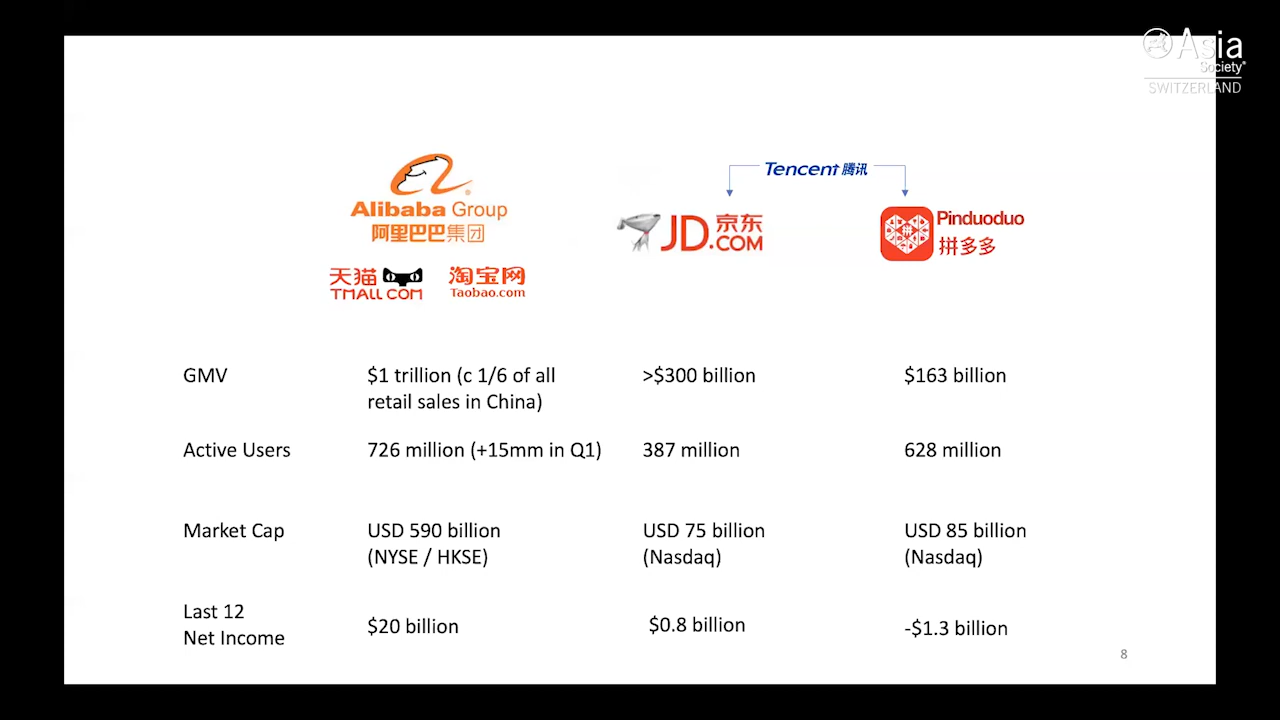 Asia
Society
SWITZERLAND
Tencent 腾讯
Alibaba Group
阿里巴巴集团
JD.京东
.COM
Pinduoduo
拼多多
拼
天猫
TMALL.COM
淘宝网
Taobao.com
GMV
$1 trillion (c 1/6 of all
retail sales in China)
>$300 billion
$163 billion
Active Users
726 million (+15mm in Q1)
387 million
628 million
Market Cap
USD 590 billion
(NYSE / HKSE)
USD 75 billion
(Nasdaq)
USD 85 billion
(Nasdaq)
Last 12
Net Income
$20 billion
$0.8 billion
-$1.3 billion
8